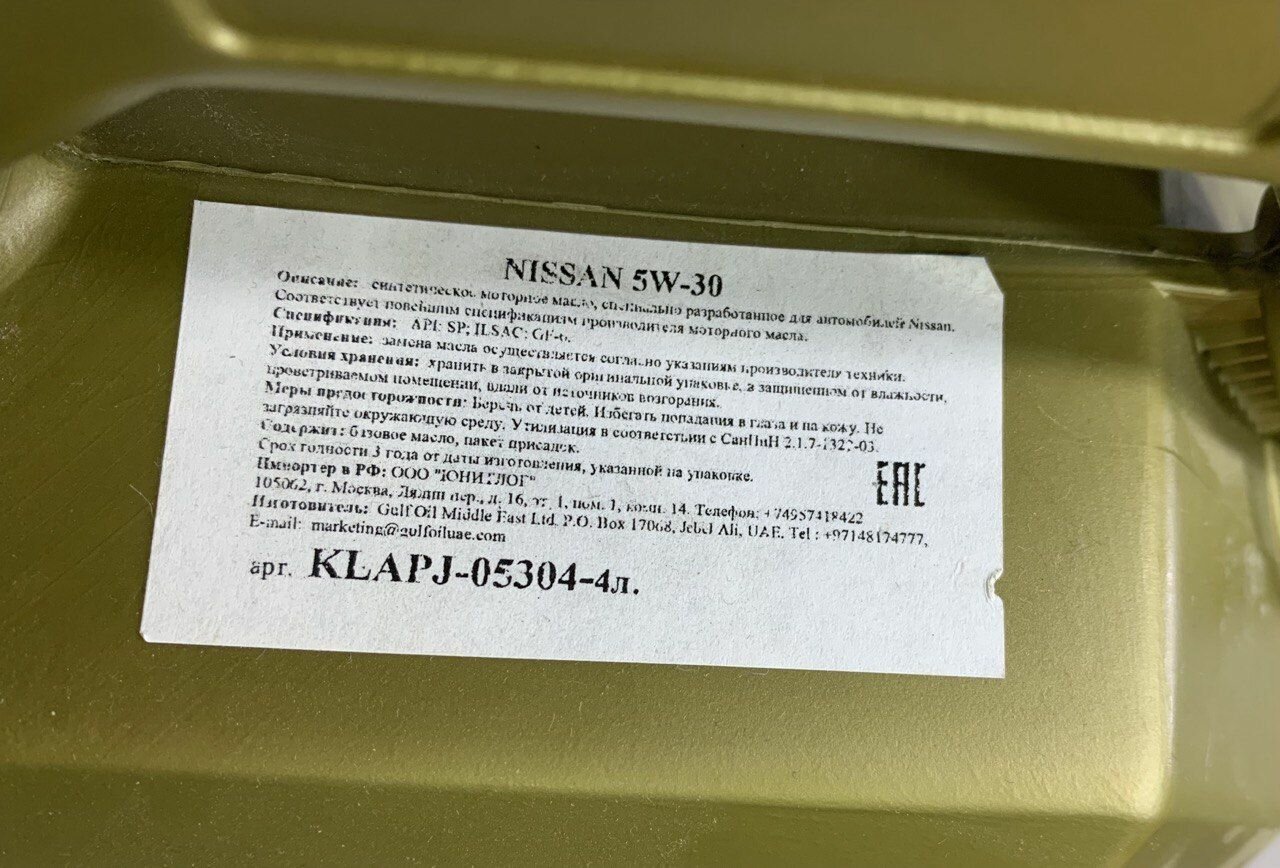 NISSAN 5W-30
Описание: синтетическое моторное масло, специально разработанное для автомобилей Nissan.
Соответствует новейшим спецификациям производителя моторного масла.
Спецификация: API: SP; ILSAC: GF-6.
Применение: замена масла осуществляется согласно указаниям производителя техники.
Условия хранения: хранить в закрытой оригинальной упаковке, в защищенном от влажности,
проветриваемом помещении, вдали от источников возгорания.
Меры предосторожности: Беречь от детей. Избегать попадания в глаза и на кожу. Не
загрязняйте окружающую среду. Утилизация в соответствии с СанПиН 2.1.7-1322-03.
Содержит: базовое масло, пакет присадок.
Срок годности 3 года от даты изготовления, указанной на упаковке.
Импортер в РФ: ООО "ЮНИТЛОГ"
105062, г. Москва, Лялин пер., д. 16, эт. 1, пом. 1, комн. 14. Телефон: +74957418422
Изготовитель: Gulf Oil Middle East Ltd. P.O. Box 17068, Jebel Ali, UAE. Tel : +97148174777,
E-mail: marketing@gulfoiluae.com
EAC
арт. KLAPJ-05304-4л.